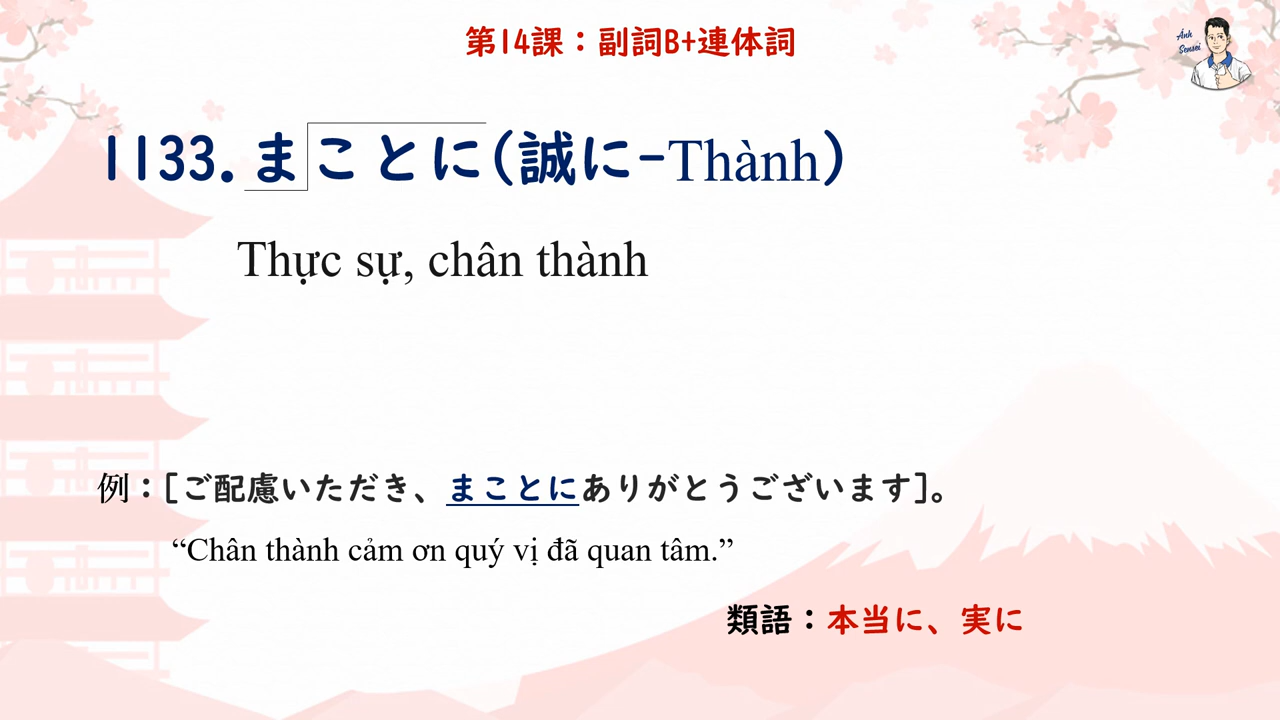 第14課：副詞B+連体詞
Anh
Sensei
1133.まことに(誠に-Thành)
Thực sự, chân thành
例：[ご配慮いただき、まことにありがとうございます]。
“Chân thành cảm ơn quý vị đã quan tâm.”
類語：本当に、実に